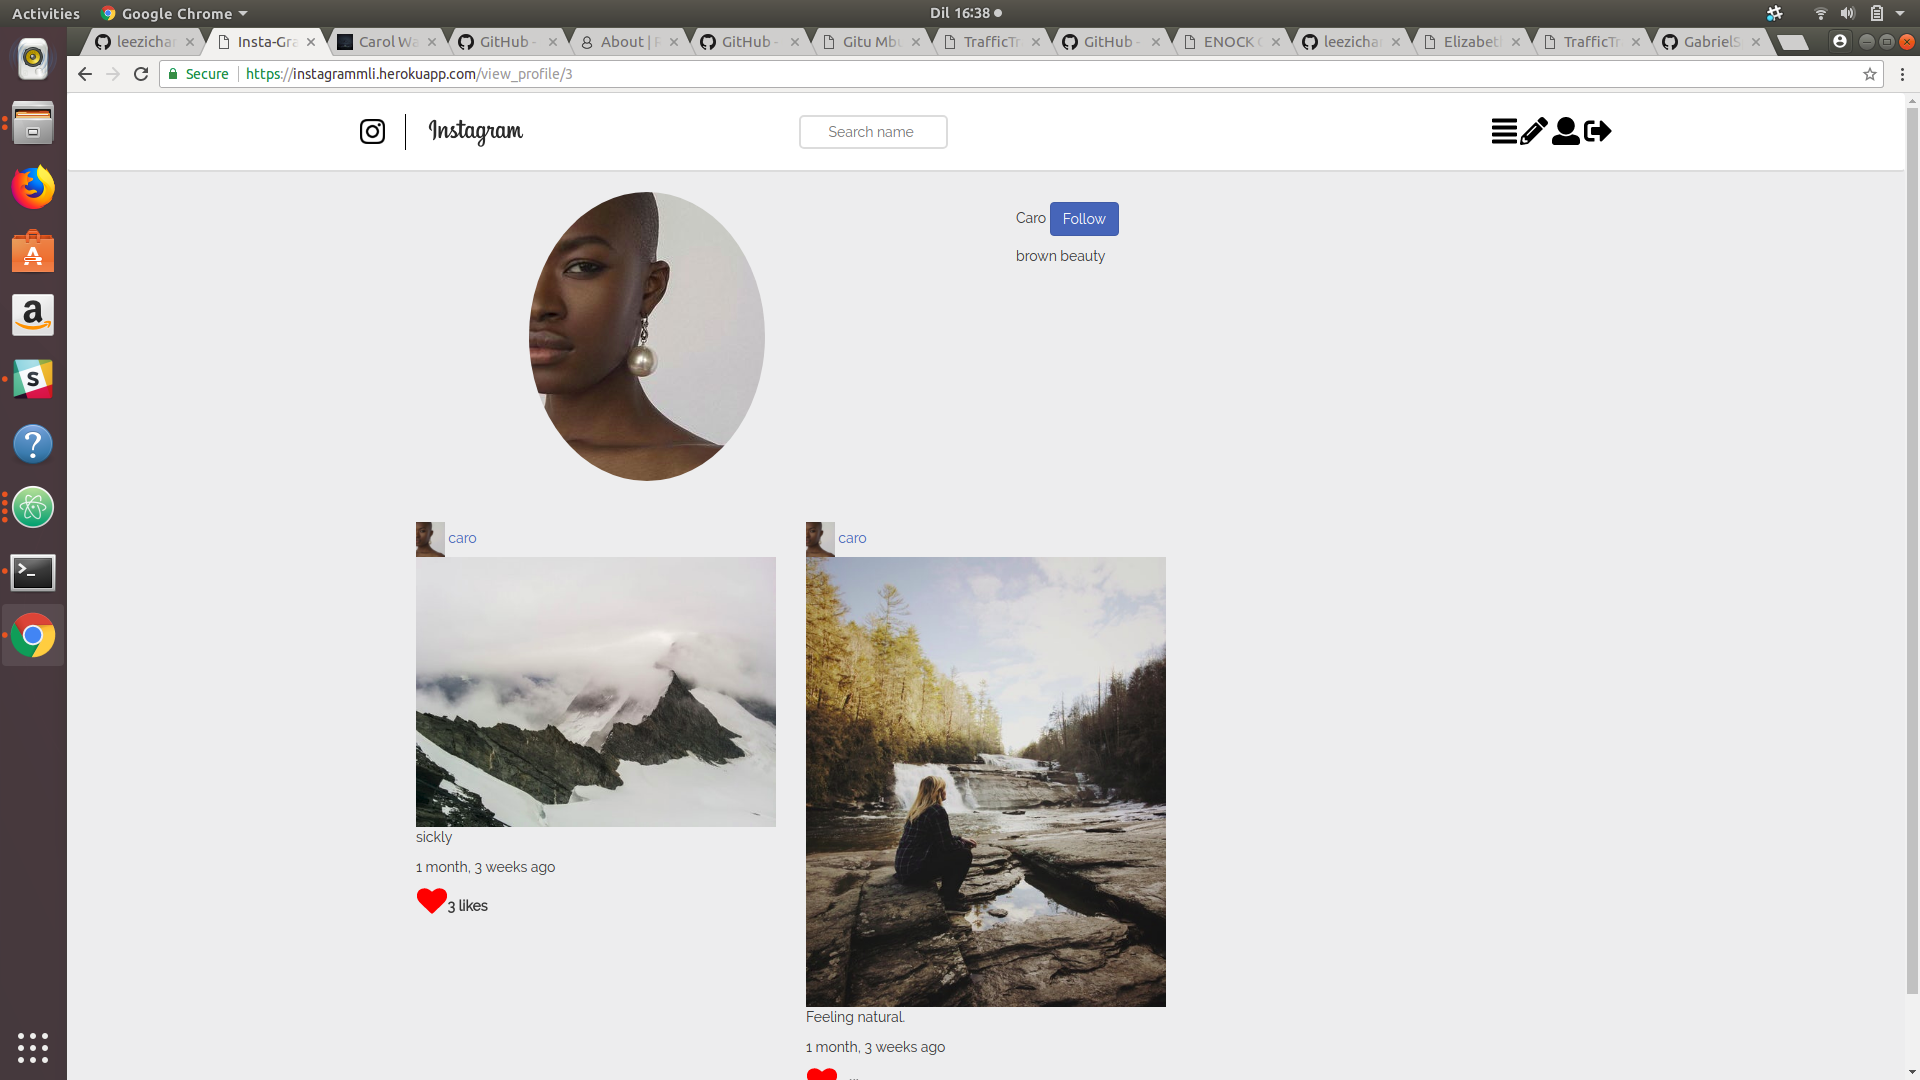 Activities Google Chrome Dil 16:38
leezichar Insta-Gra Carol Wa GitHub - About | R GitHub - Gitu Mbu TrafficTr GitHub - ENOCK leezichar Elizabeth TrafficTr GabrielS
Secure https://instagrammli.herokuapp.com/view_profile/3
Instagram Search name
Caro Follow
brown beauty
caro
sickly
1 month, 3 weeks ago
3 likes
caro
Feeling natural.
1 month, 3 weeks ago